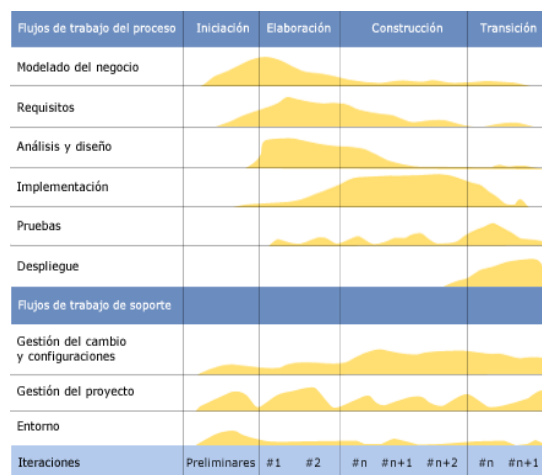 Flujos de trabajo del proceso Iniciación Elaboración Construcción Transición
Modelado del negocio
Requisitos
Análisis y diseño
Implementación
Pruebas
Despliegue
Flujos de trabajo de soporte
Gestión del cambio
y configuraciones
Gestión del proyecto
Entorno
Iteraciones Preliminares #1 #2 #n #n+1 #n+2 #n #n+1